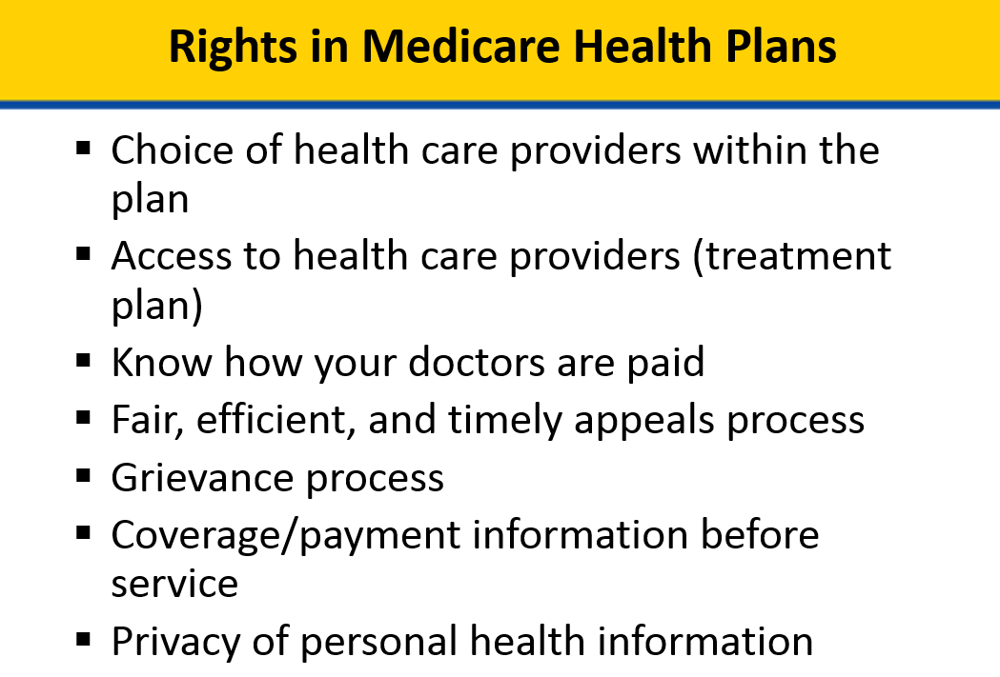 Rights in Medicare Health Plans
▪ Choice of health care providers within the
plan
▪ Access to health care providers (treatment
plan)
▪ Know how your doctors are paid
▪ Fair, efficient, and timely appeals process
▪ Grievance process
▪ Coverage/payment information before
service
▪ Privacy of personal health information